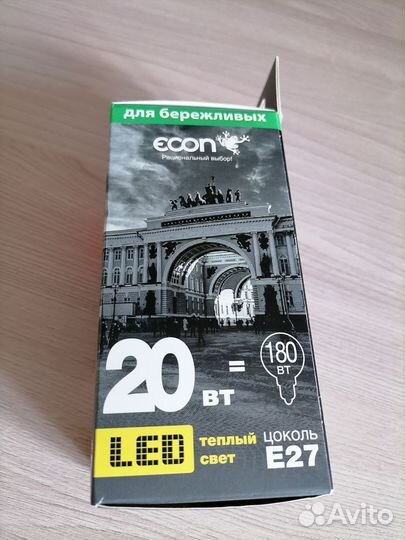 для бережливых
econ
Рациональный выбор!
20 вт = 180 вт
LED
теплый свет
цоколь E27
Avito